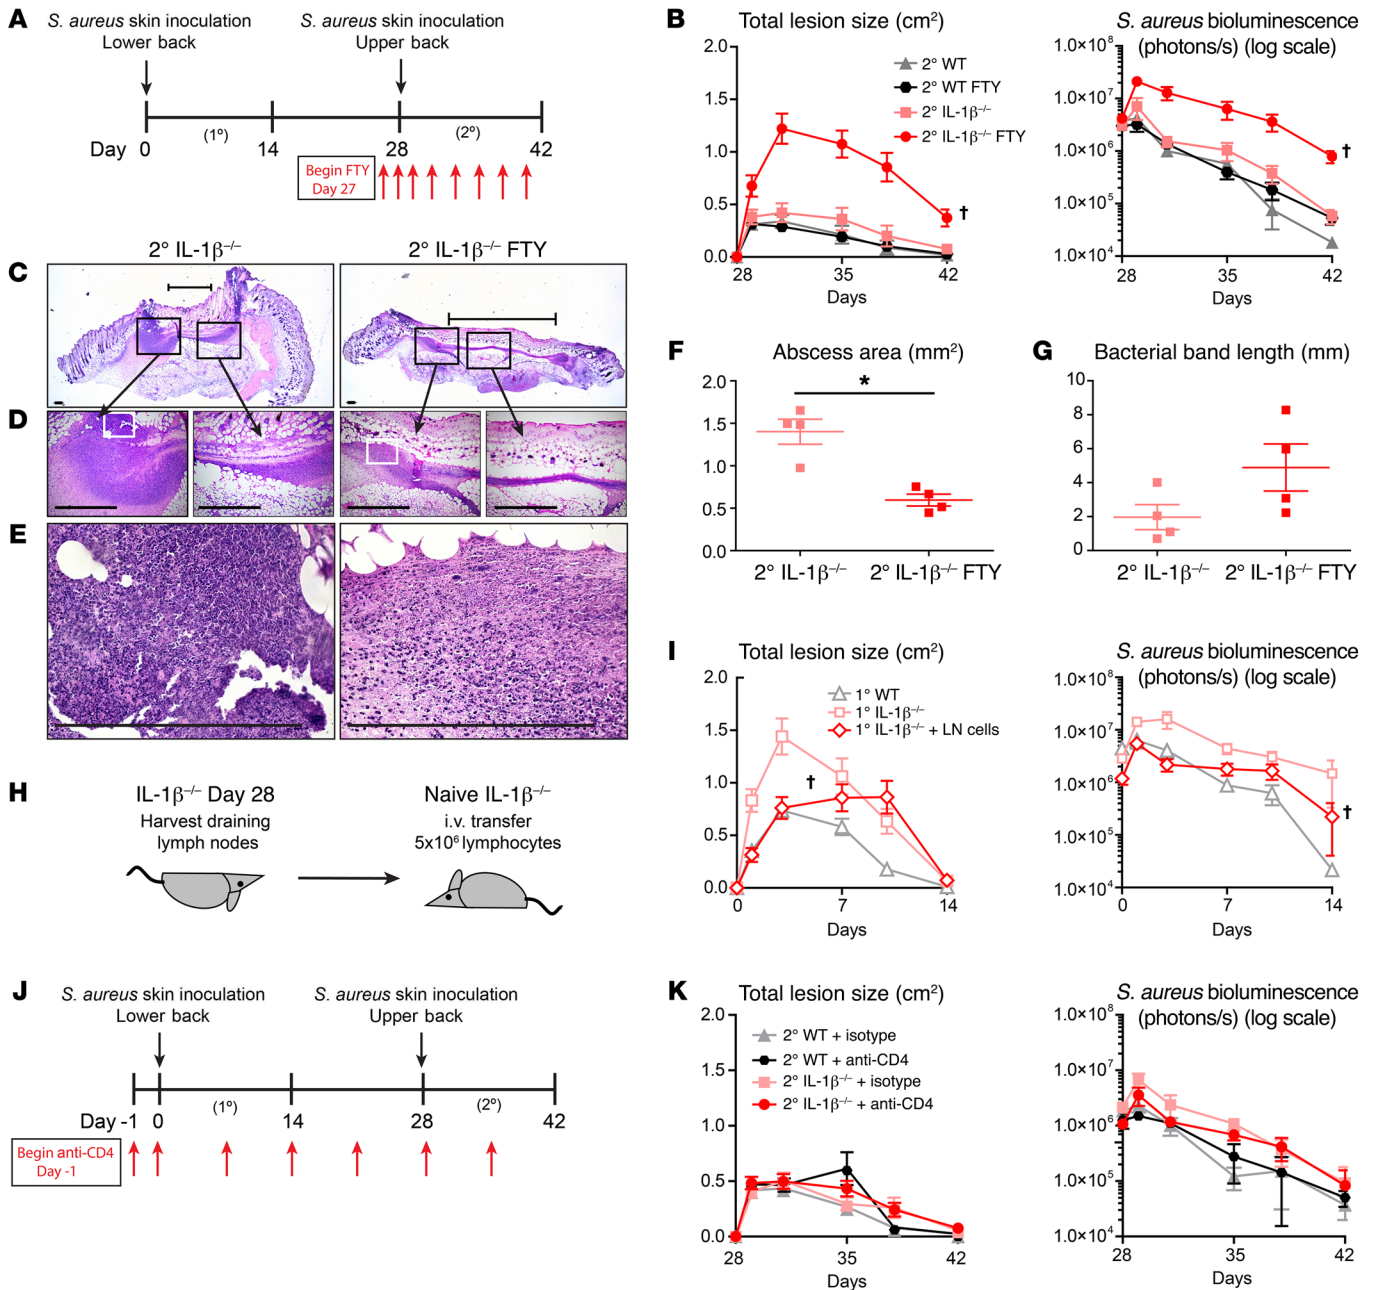 A
S. aureus skin inoculation
Lower back
S. aureus skin inoculation
Upper back
(1º)
(2º)
Day 0 14 28 42
Begin FTY
Day 27
B
Total lesion size (cm²)
2.0
1.5
1.0
0.5
0.0
28 35 42
Days
2° WT
2° WT FTY
2° IL-1β⁻/⁻
2° IL-1β⁻/⁻ FTY
†
S. aureus bioluminescence
(photons/s) (log scale)
1.0×10⁸
1.0×10⁷
1.0×10⁶
1.0×10⁵
1.0×10⁴
28 35 42
Days
†
C
2° IL-1β⁻/⁻
2° IL-1β⁻/⁻ FTY
D
E
F
Abscess area (mm²)
2.0
1.5
1.0
0.5
0.0
*
2° IL-1β⁻/⁻
2° IL-1β⁻/⁻ FTY
G
Bacterial band length (mm)
10
8
6
4
2
0
2° IL-1β⁻/⁻
2° IL-1β⁻/⁻ FTY
H
IL-1β⁻/⁻ Day 28
Harvest draining
lymph nodes
Naive IL-1β⁻/⁻
i.v. transfer
5x10⁶ lymphocytes
I
Total lesion size (cm²)
2.0
1.5
1.0
0.5
0.0
0 7 14
Days
1° WT
1° IL-1β⁻/⁻
1° IL-1β⁻/⁻ + LN cells
†
S. aureus bioluminescence
(photons/s) (log scale)
1.0×10⁸
1.0×10⁷
1.0×10⁶
1.0×10⁵
1.0×10⁴
0 7 14
Days
†
J
S. aureus skin inoculation
Lower back
S. aureus skin inoculation
Upper back
(1º)
(2º)
Day -1 0 14 28 42
Begin anti-CD4
Day -1
K
Total lesion size (cm²)
2.0
1.5
1.0
0.5
0.0
28 35 42
Days
2° WT + isotype
2° WT + anti-CD4
2° IL-1β⁻/⁻ + isotype
2° IL-1β⁻/⁻ + anti-CD4
S. aureus bioluminescence
(photons/s) (log scale)
1.0×10⁸
1.0×10⁷
1.0×10⁶
1.0×10⁵
1.0×10⁴
28 35 42
Days